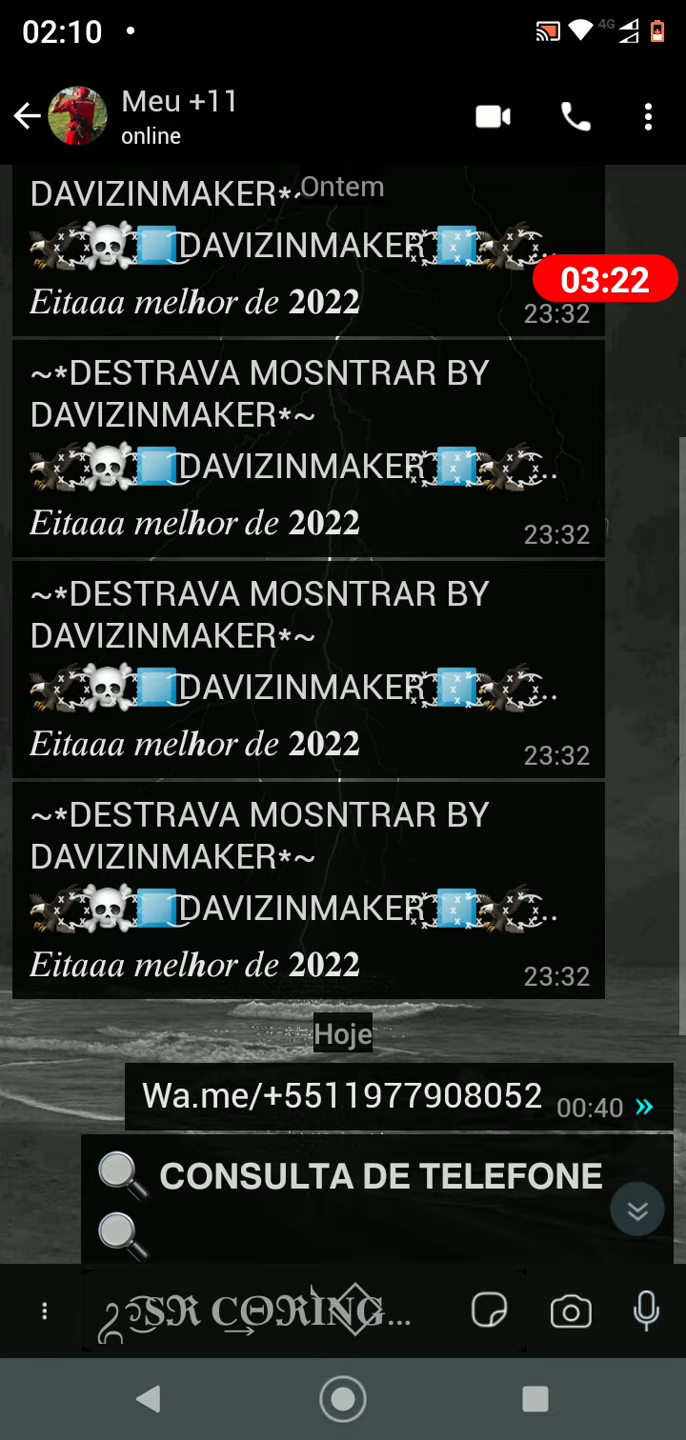 02:10
4G
Meu +11
online
Ontem
DAVIZINMAKER*~
☠️🟦DAVIZINMAKER🟦..
03:22
Eitaaa melhor de 2022
23:32
~*DESTRAVA MOSNTRAR BY
DAVIZINMAKER*~
🦅☠️🟦DAVIZINMAKER🟦🦅..
Eitaaa melhor de 2022
23:32
~*DESTRAVA MOSNTRAR BY
DAVIZINMAKER*~
🦅☠️🟦DAVIZINMAKER🟦🦅..
Eitaaa melhor de 2022
23:32
~*DESTRAVA MOSNTRAR BY
DAVIZINMAKER*~
🦅☠️🟦DAVIZINMAKER🟦🦅..
Eitaaa melhor de 2022
23:32
Hoje
Wa.me/+5511977908052 00:40
🔍 CONSULTA DE TELEFONE
🔍
SR CORING...